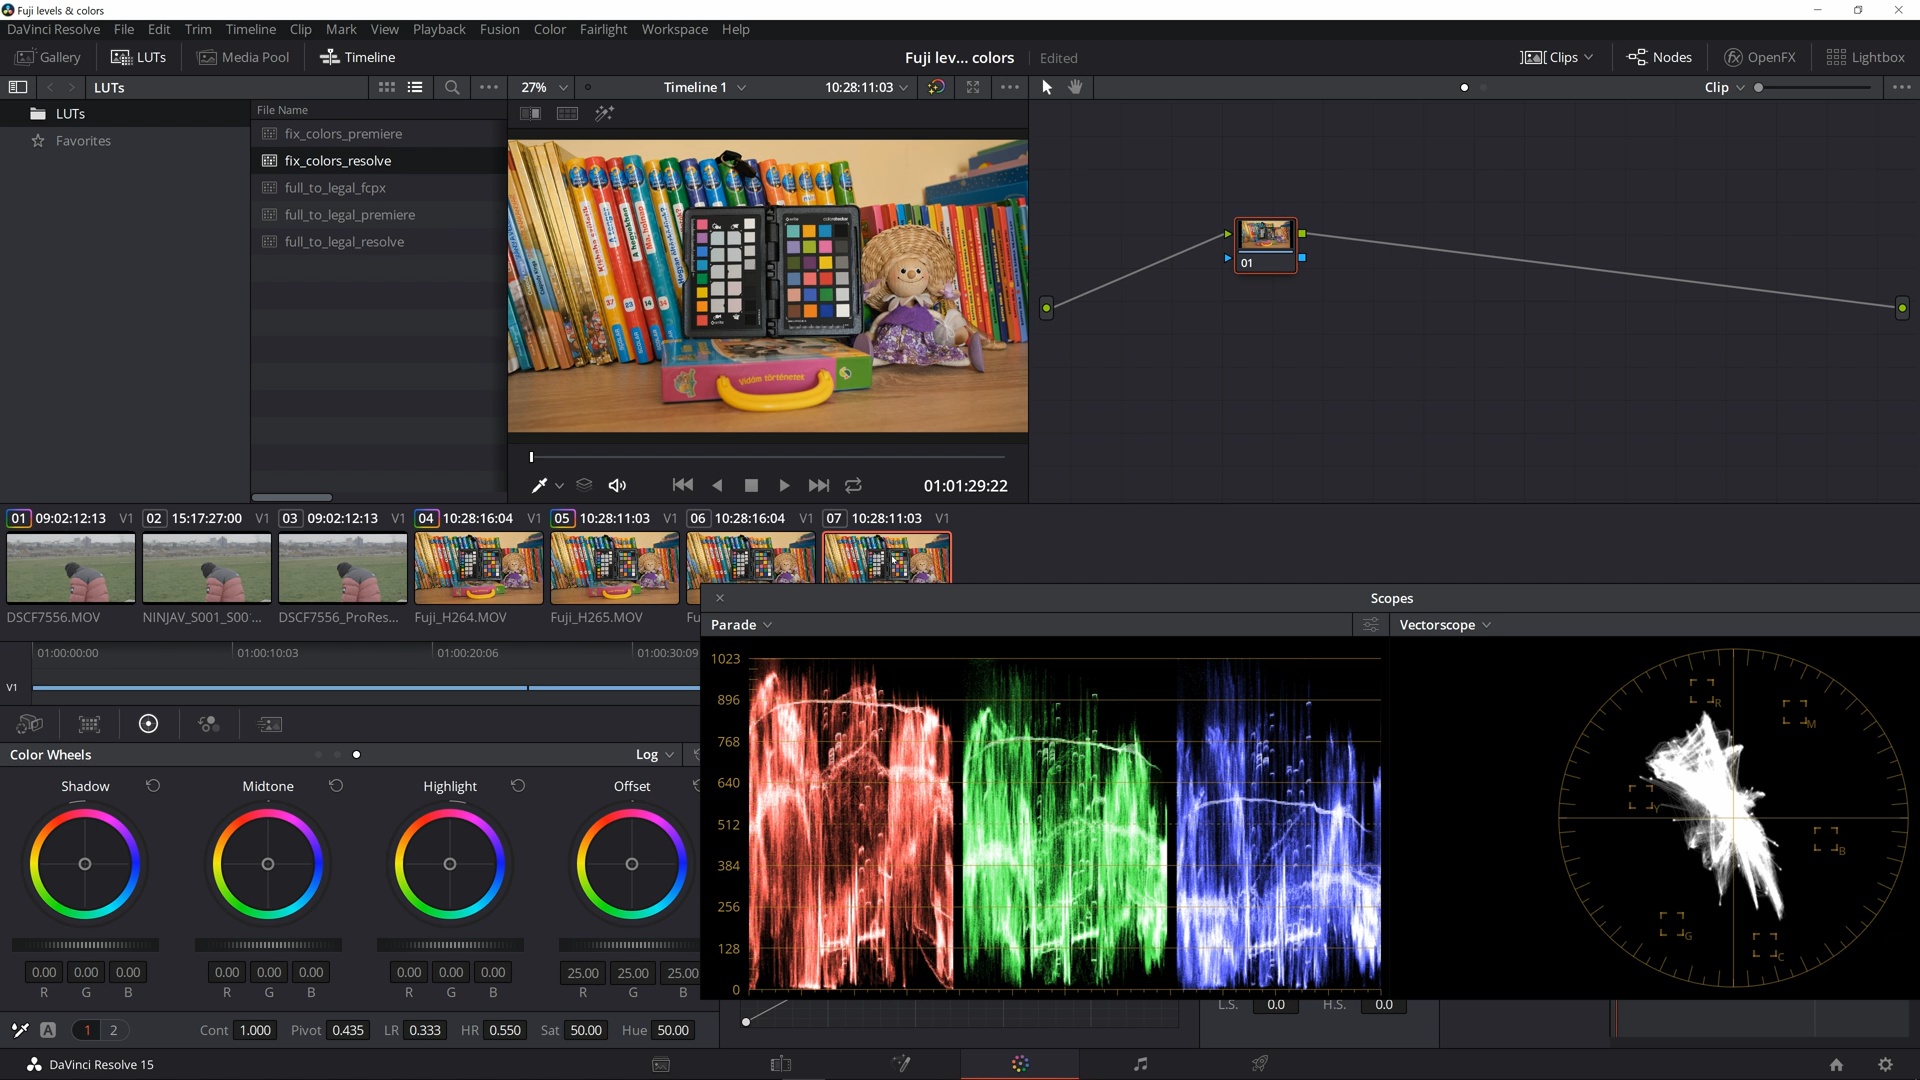 Fuji levels & colors
DaVinci Resolve File Edit Trim Timeline Clip Mark View Playback Fusion Color Fairlight Workspace Help
Gallery LUTs Media Pool Timeline Fuji lev... colors Edited Clips Nodes OpenFX Lightbox
LUTs 27% Timeline 1 10:28:11:03 Clip
LUTs
Favorites
File Name
fix_colors_premiere
fix_colors_resolve
full_to_legal_fcpx
full_to_legal_premiere
full_to_legal_resolve
Vidám történetek
01
01:01:29:22
01 09:02:12:13 V1 02 15:17:27:00 V1 03 09:02:12:13 V1 04 10:28:16:04 V1 05 10:28:11:03 V1 06 10:28:16:04 V1 07 10:28:11:03 V1
DSCF7556.MOV NINJAV_S001_S00'... DSCF7556_ProRes... Fuji_H264.MOV Fuji_H265.MOV Fu
01:00:00:00 01:00:10:03 01:00:20:06 01:00:30:09
V1
Scopes
Parade Vectorscope
1023
896
768
640
512
384
256
128
0
R
M
Y
B
G
C
Color Wheels Log
Shadow Midtone Highlight Offset
0.00 0.00 0.00 0.00 0.00 0.00 0.00 0.00 0.00 25.00 25.00 25.00
R G B R G B R G B R G B
A 1 2 Cont 1.000 Pivot 0.435 LR 0.333 HR 0.550 Sat 50.00 Hue 50.00
L.S. 0.0 H.S. 0.0
DaVinci Resolve 15